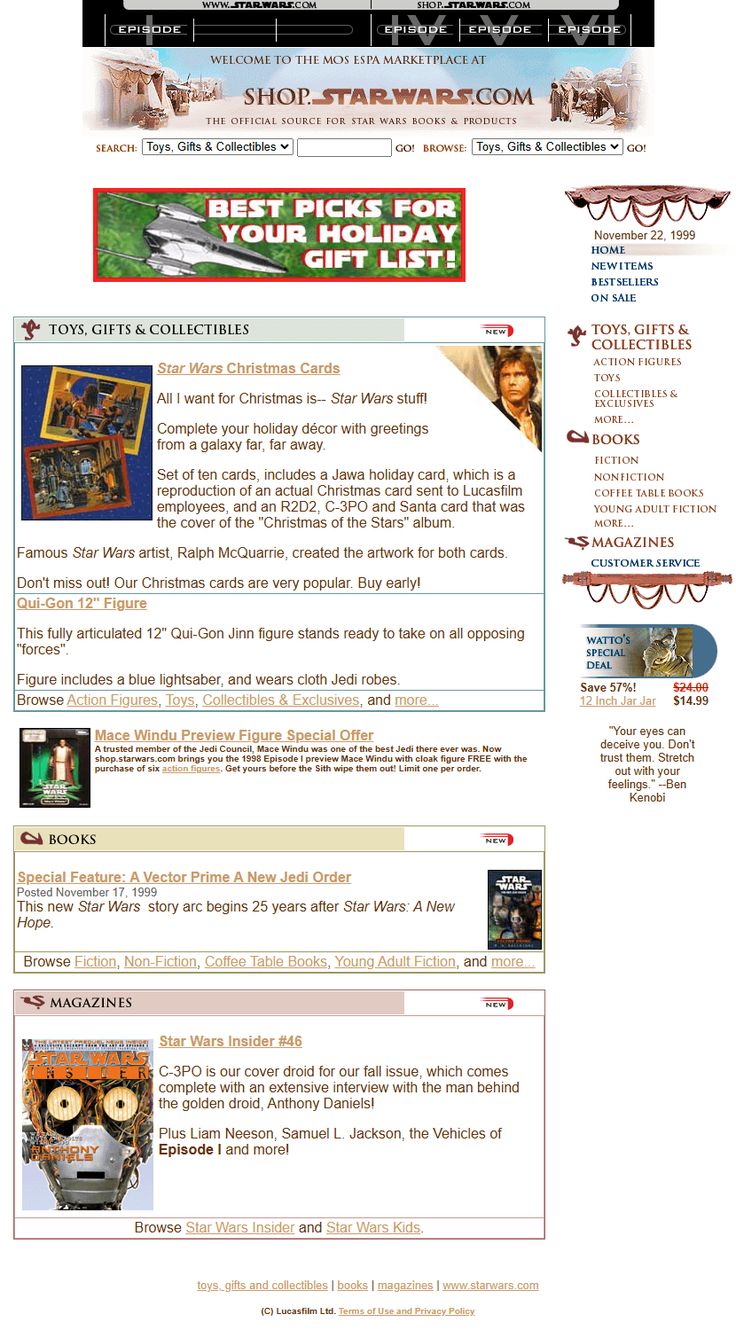 WWW.STARWARS.COM
SHOP.STARWARS.COM
I
IV V VI
EPISODE
EPISODE EPISODE EPISODE
WELCOME TO THE MOS ESPA MARKETPLACE AT
SHOP.STARWARS.COM
THE OFFICIAL SOURCE FOR STAR WARS BOOKS & PRODUCTS
SEARCH: Toys, Gifts & Collectibles GO! BROWSE: Toys, Gifts & Collectibles GO!
BEST PICKS FOR
YOUR HOLIDAY
GIFT LIST!
TOYS, GIFTS & COLLECTIBLES NEW
Star Wars Christmas Cards
All I want for Christmas is-- Star Wars stuff!
Complete your holiday décor with greetings
from a galaxy far, far away.
Set of ten cards, includes a Jawa holiday card, which is a
reproduction of an actual Christmas card sent to Lucasfilm
employees, and an R2D2, C-3PO and Santa card that was
the cover of the "Christmas of the Stars" album.
Famous Star Wars artist, Ralph McQuarrie, created the artwork for both cards.
Don't miss out! Our Christmas cards are very popular. Buy early!
Qui-Gon 12" Figure
This fully articulated 12" Qui-Gon Jinn figure stands ready to take on all opposing
"forces".
Figure includes a blue lightsaber, and wears cloth Jedi robes.
Browse Action Figures, Toys, Collectibles & Exclusives, and more...
STAR
WARS
Mace Windu Preview Figure Special Offer
A trusted member of the Jedi Council, Mace Windu was one of the best Jedi there ever was. Now
shop.starwars.com brings you the 1998 Episode I preview Mace Windu with cloak figure FREE with the
purchase of six action figures. Get yours before the Sith wipe them out! Limit one per order.
BOOKS NEW
Special Feature: A Vector Prime A New Jedi Order
Posted November 17, 1999
This new Star Wars story arc begins 25 years after Star Wars: A New
Hope.
STAR
WARS
Browse Fiction, Non-Fiction, Coffee Table Books, Young Adult Fiction, and more...
MAGAZINES NEW
THE LATEST PREQUEL NEWS INSIDE!
STAR WARS
INSIDER
ANTHONY
DANIELS
Star Wars Insider #46
C-3PO is our cover droid for our fall issue, which comes
complete with an extensive interview with the man behind
the golden droid, Anthony Daniels!
Plus Liam Neeson, Samuel L. Jackson, the Vehicles of
Episode I and more!
Browse Star Wars Insider and Star Wars Kids.
November 22, 1999
HOME
NEW ITEMS
BESTSELLERS
ON SALE
TOYS, GIFTS &
COLLECTIBLES
ACTION FIGURES
TOYS
COLLECTIBLES &
EXCLUSIVES
MORE...
BOOKS
FICTION
NONFICTION
COFFEE TABLE BOOKS
YOUNG ADULT FICTION
MORE...
MAGAZINES
CUSTOMER SERVICE
WATTO'S
SPECIAL
DEAL
Save 57%! $24.00
12 Inch Jar Jar $14.99
"Your eyes can
deceive you. Don't
trust them. Stretch
out with your
feelings." --Ben
Kenobi
toys, gifts and collectibles | books | magazines | www.starwars.com
(C) Lucasfilm Ltd. Terms of Use and Privacy Policy